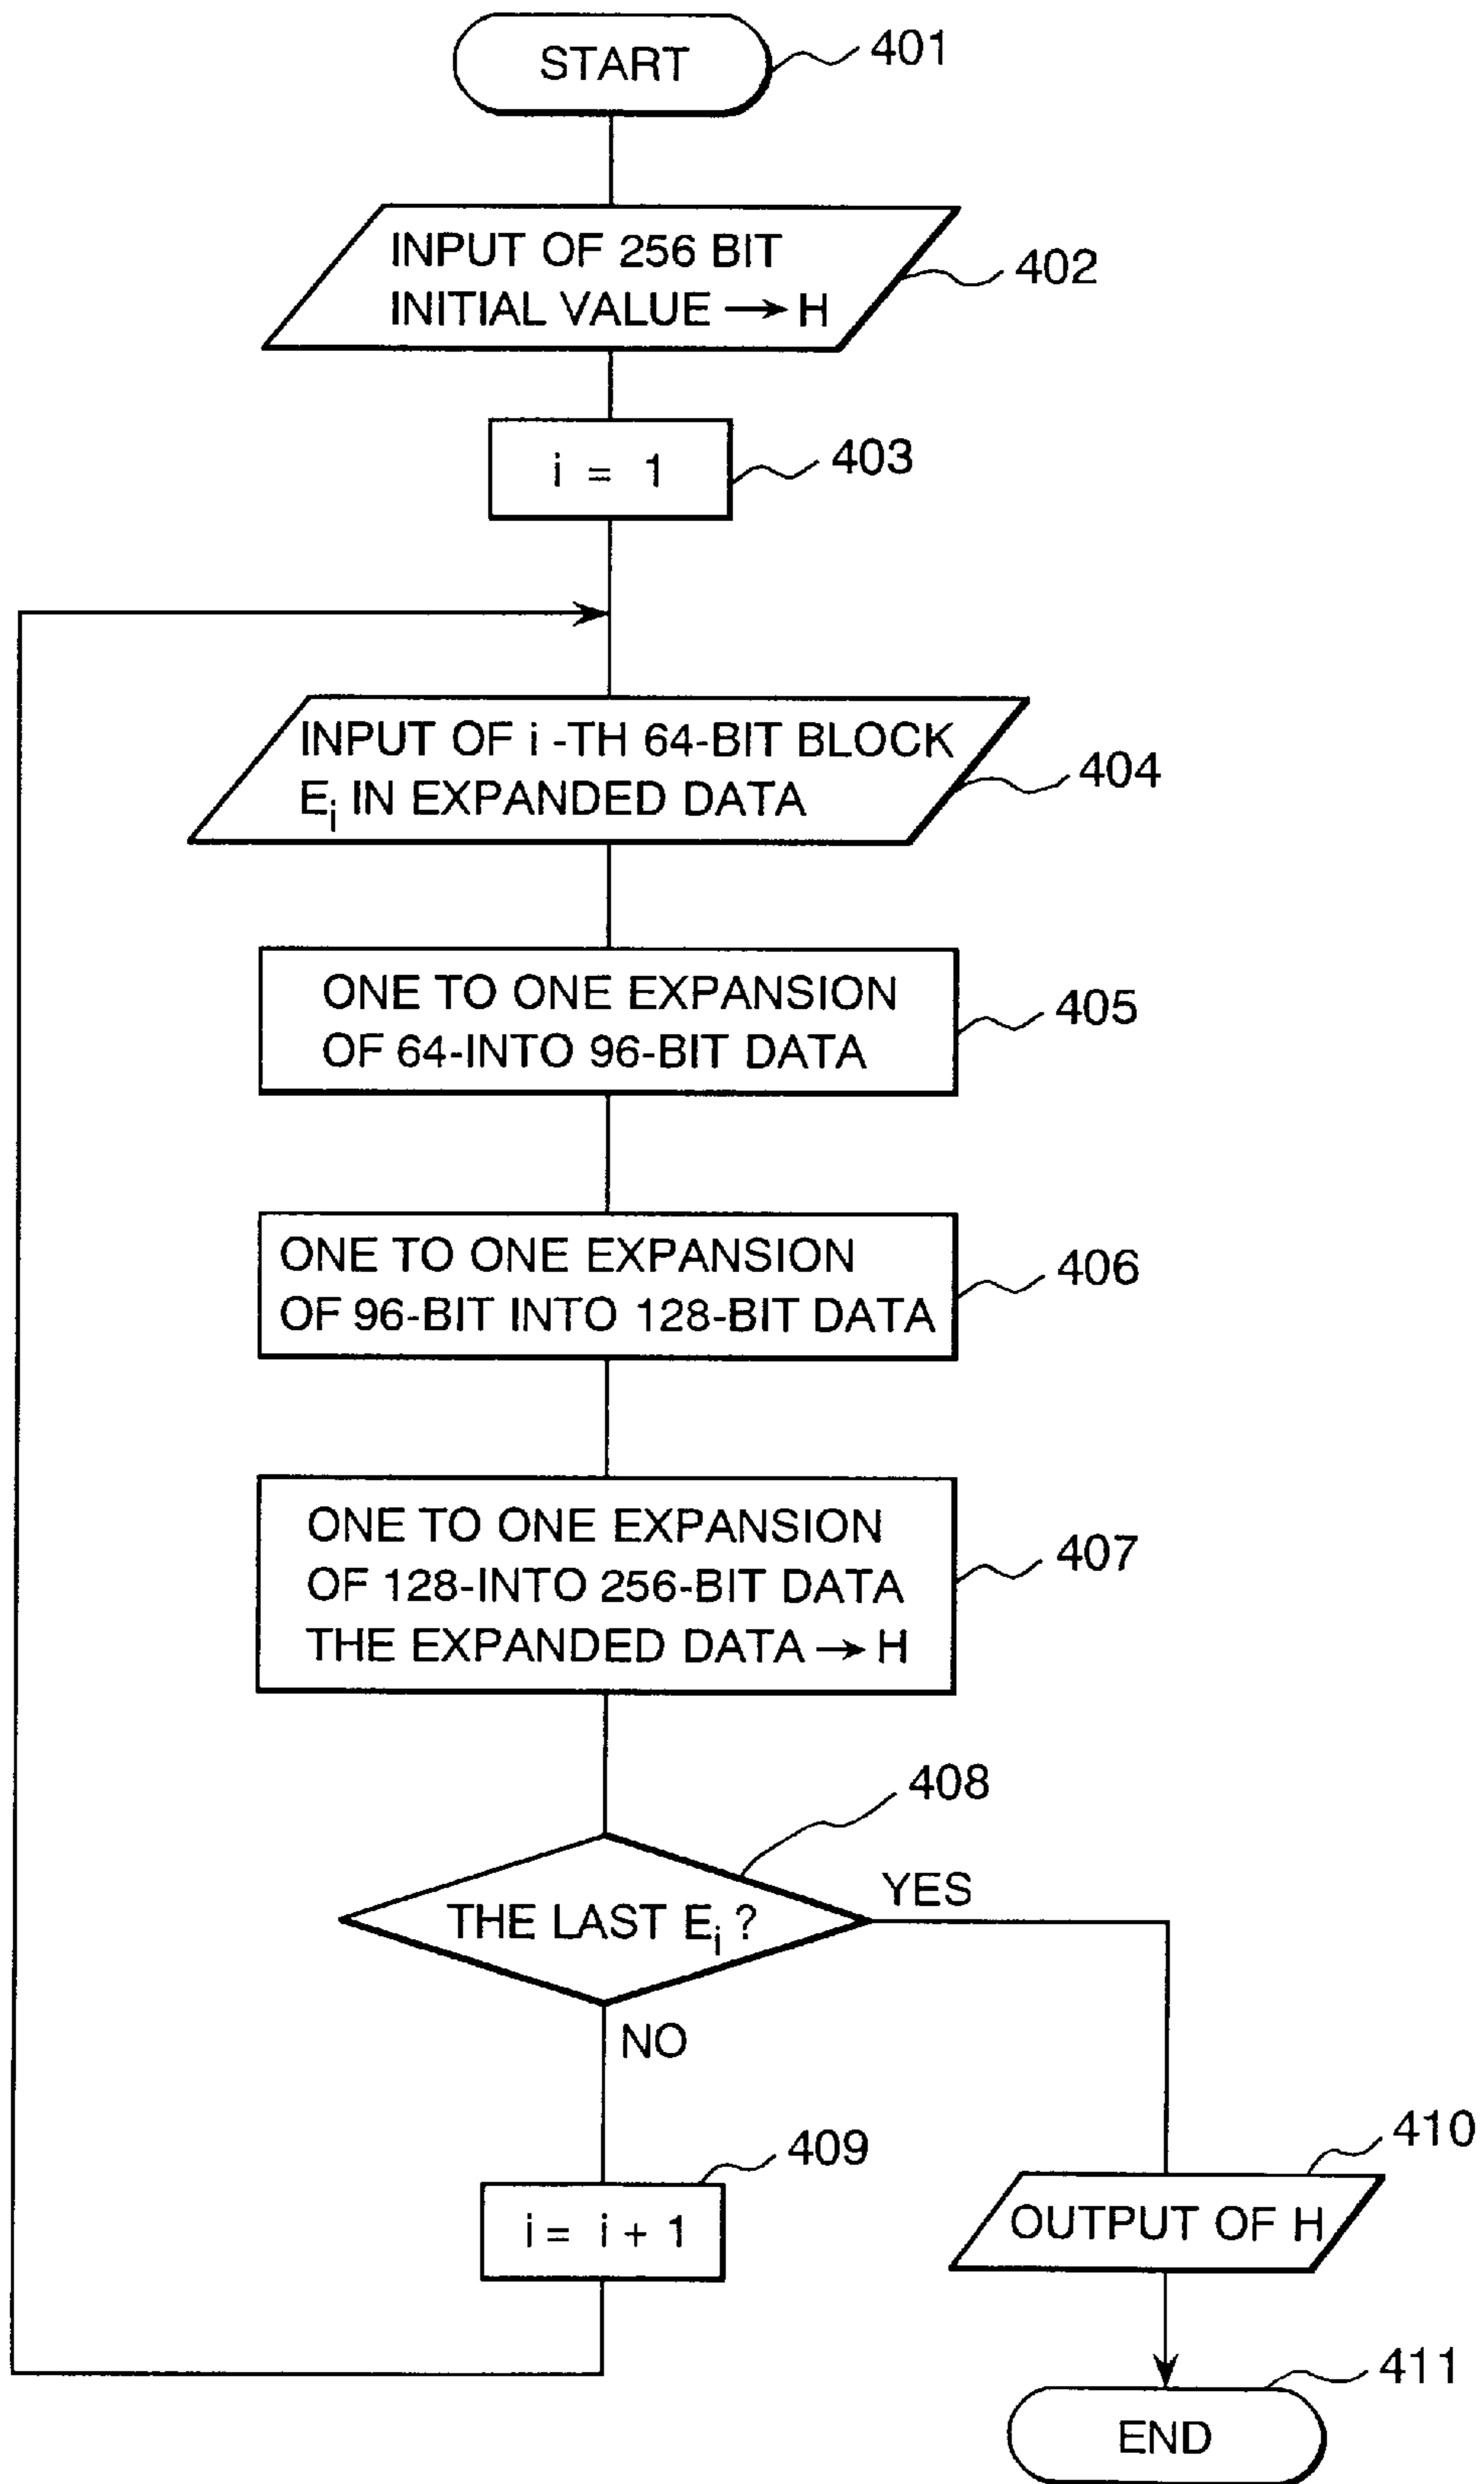 START
401
INPUT OF 256 BIT
INITIAL VALUE → H
402
i = 1
403
INPUT OF i -TH 64-BIT BLOCK
Ei IN EXPANDED DATA
404
ONE TO ONE EXPANSION
OF 64-INTO 96-BIT DATA
405
ONE TO ONE EXPANSION
OF 96-BIT INTO 128-BIT DATA
406
ONE TO ONE EXPANSION
OF 128-INTO 256-BIT DATA
THE EXPANDED DATA → H
407
408
THE LAST Ei ?
YES
NO
409
i = i + 1
410
OUTPUT OF H
411
END